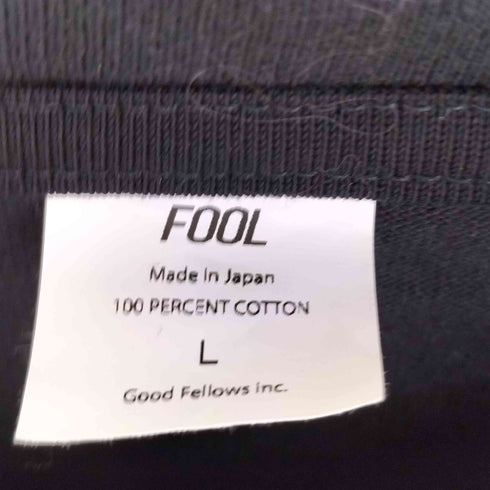 FOOL
Made in Japan
100 PERCENT COTTON
L
Good Fellows inc.